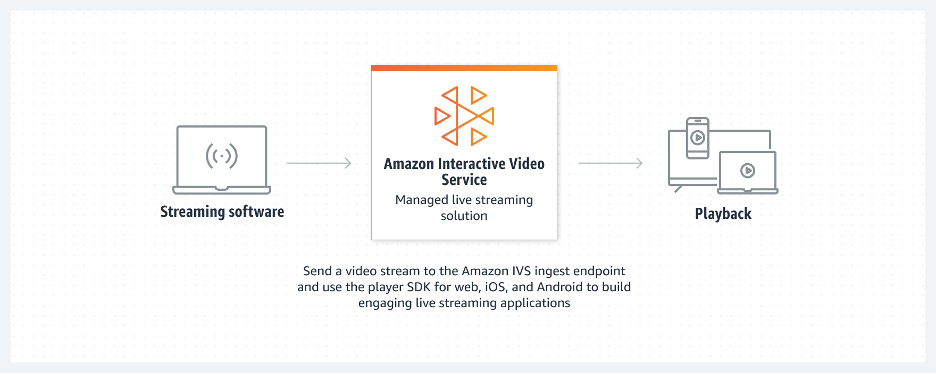 Amazon Interactive Video
Service
Managed live streaming
solution
Streaming software
Playback
Send a video stream to the Amazon IVS ingest endpoint
and use the player SDK for web, iOS, and Android to build
engaging live streaming applications